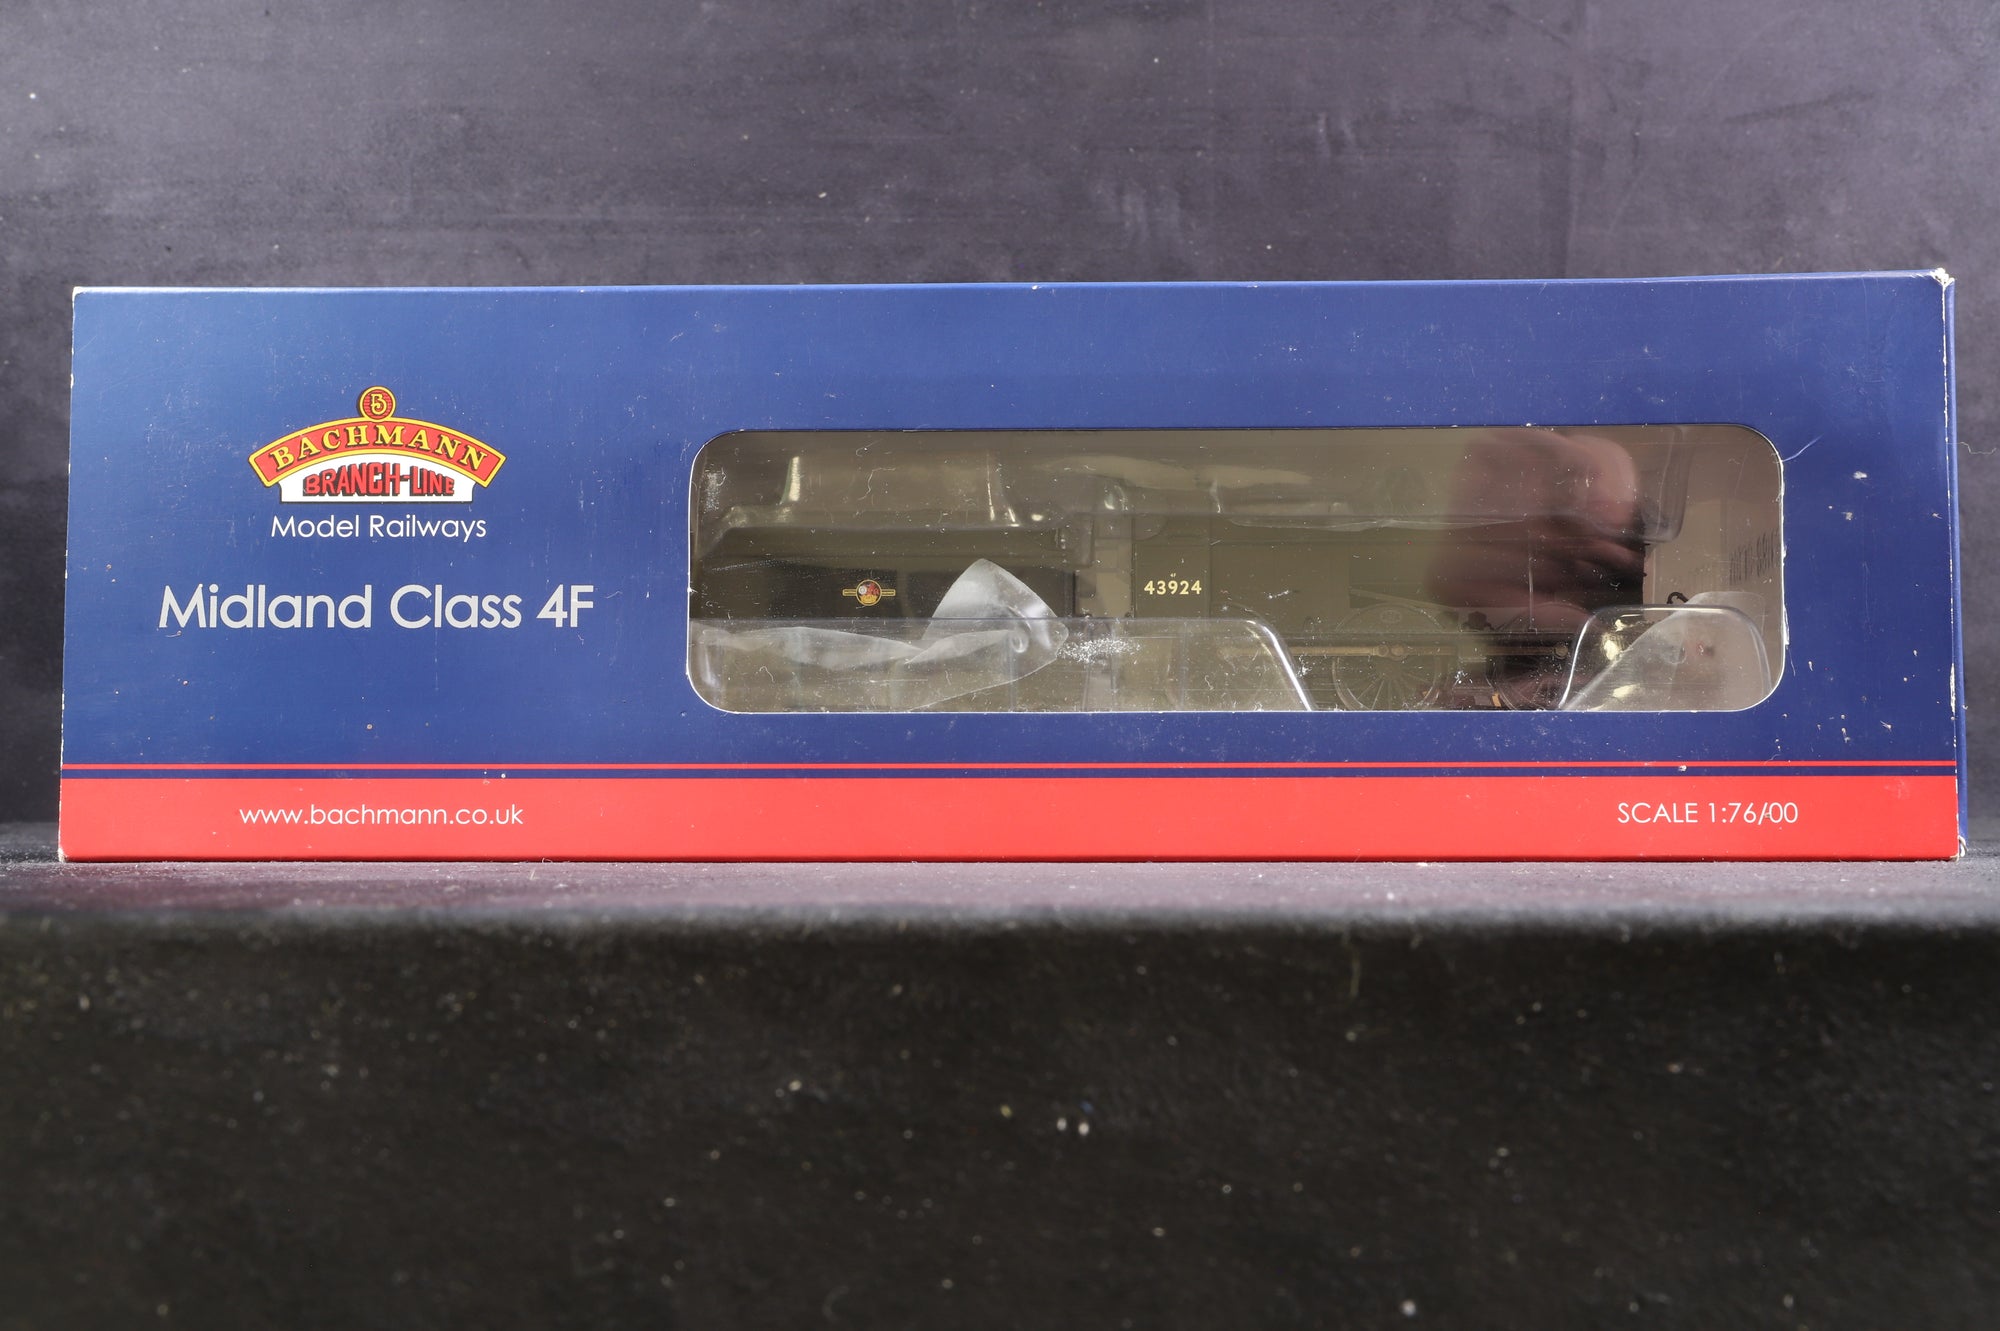 B
BACHMANN
BRANCH-LINE
Model Railways
Midland Class 4F
43924
www.bachmann.co.uk
SCALE 1:76/00